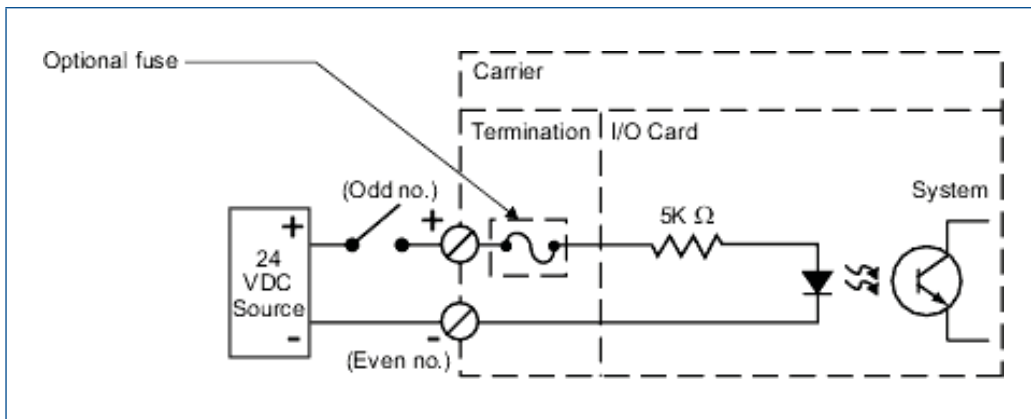 Optional fuse
Carrier
Termination
I/O Card
System
(Odd no.)
+
+
5K Ω
24
VDC
Source
-
-
(Even no.)